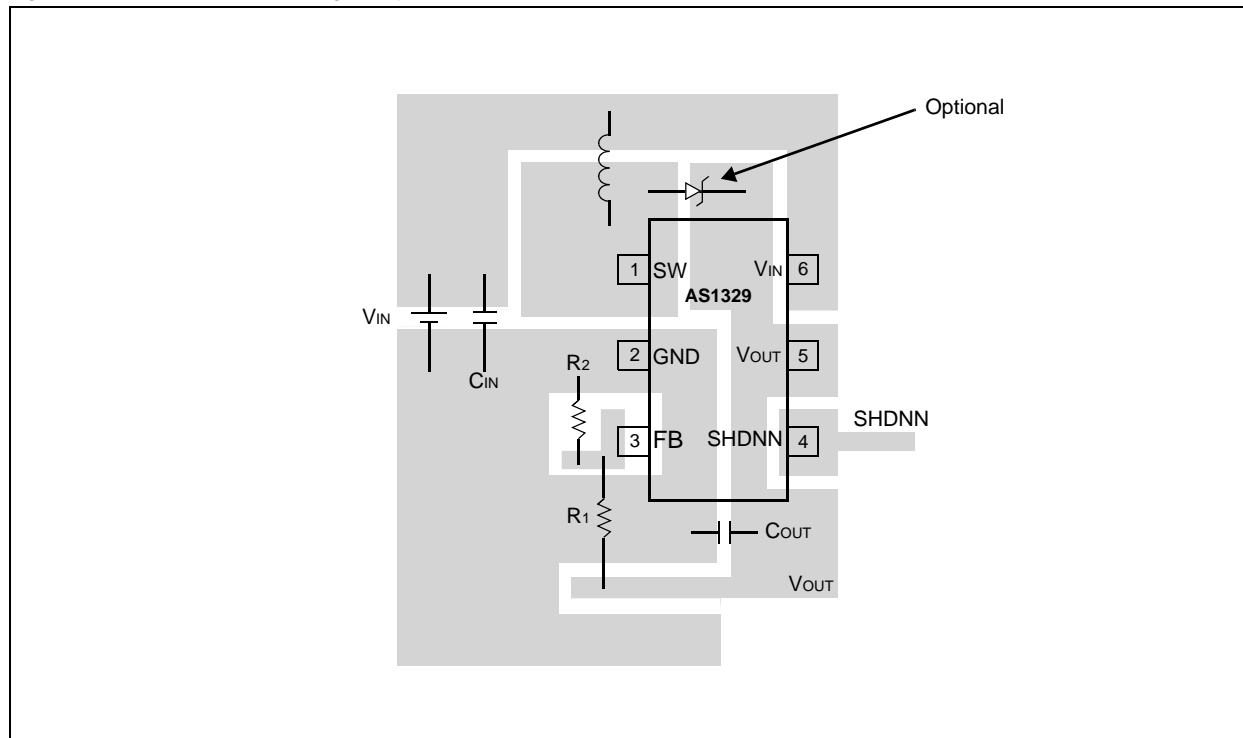 Optional
1 SW VIN 6
AS1329
VIN
2 GND VOUT 5
R2
CIN
SHDNN
3 FB SHDNN 4
R1
COUT
VOUT